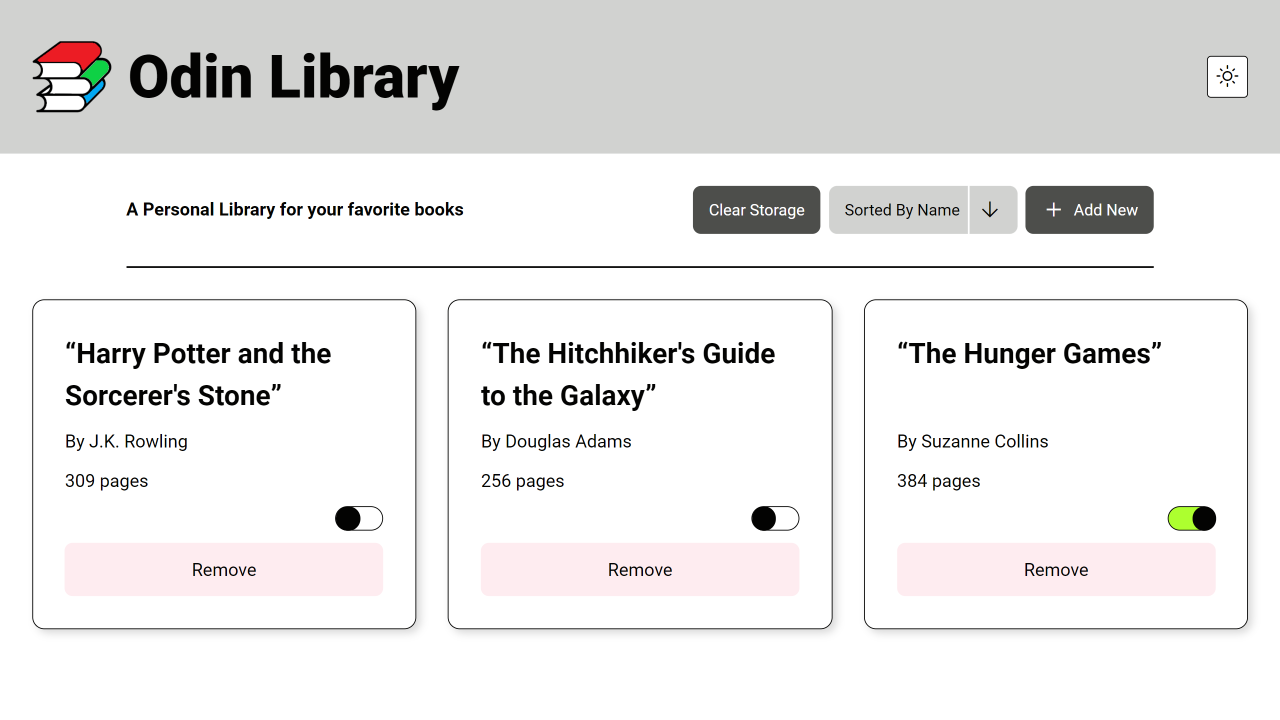 Odin Library
A Personal Library for your favorite books
Clear Storage
Sorted By Name
Add New
“Harry Potter and the
Sorcerer's Stone”
By J.K. Rowling
309 pages
Remove
“The Hitchhiker's Guide
to the Galaxy”
By Douglas Adams
256 pages
Remove
“The Hunger Games”
By Suzanne Collins
384 pages
Remove